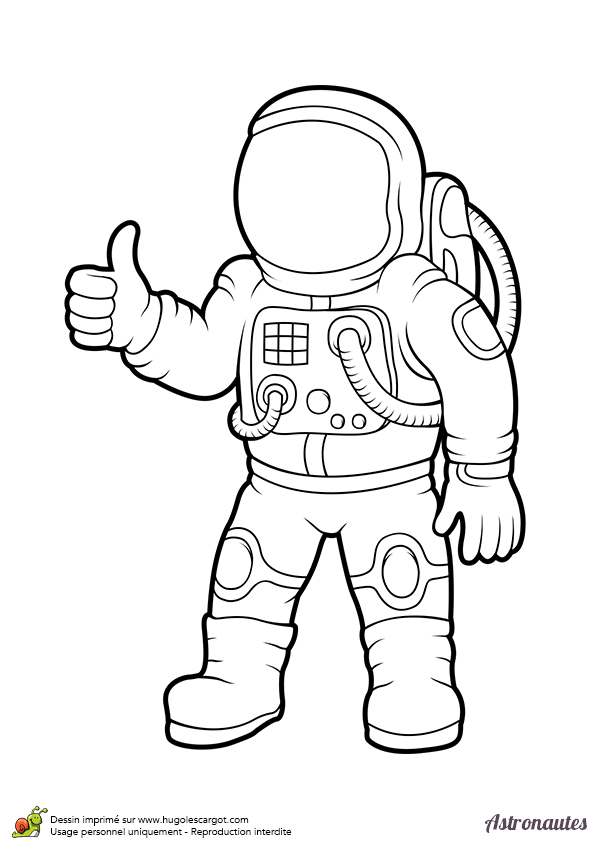 Dessin imprimé sur www.hugolescargot.com
Usage personnel uniquement - Reproduction interdite
Astronautes